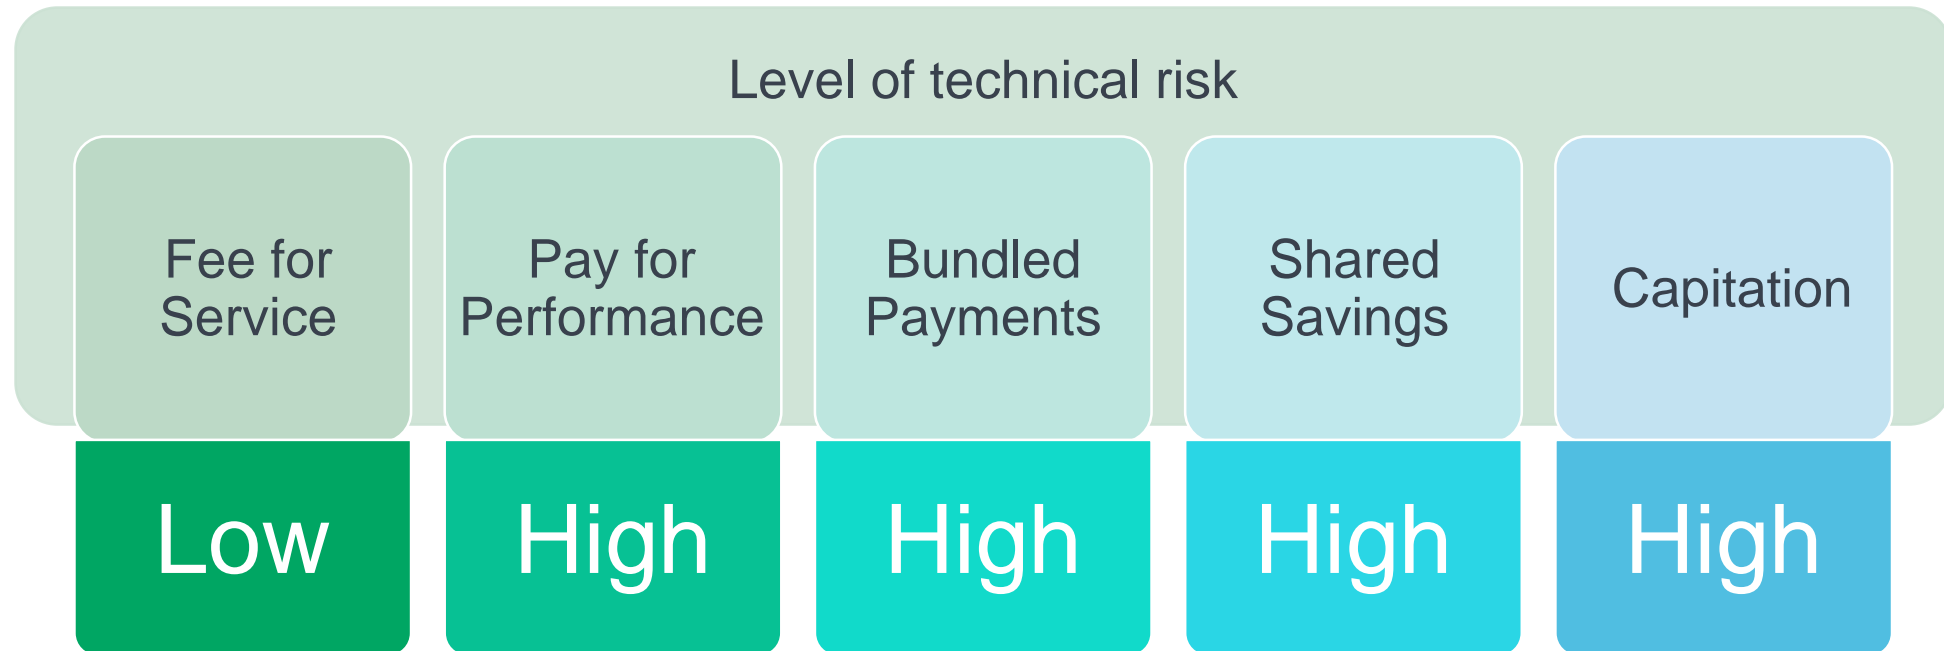 Level of technical risk
Fee for
Service
Pay for
Performance
Bundled
Payments
Shared
Savings
Capitation
Low
High
High
High
High